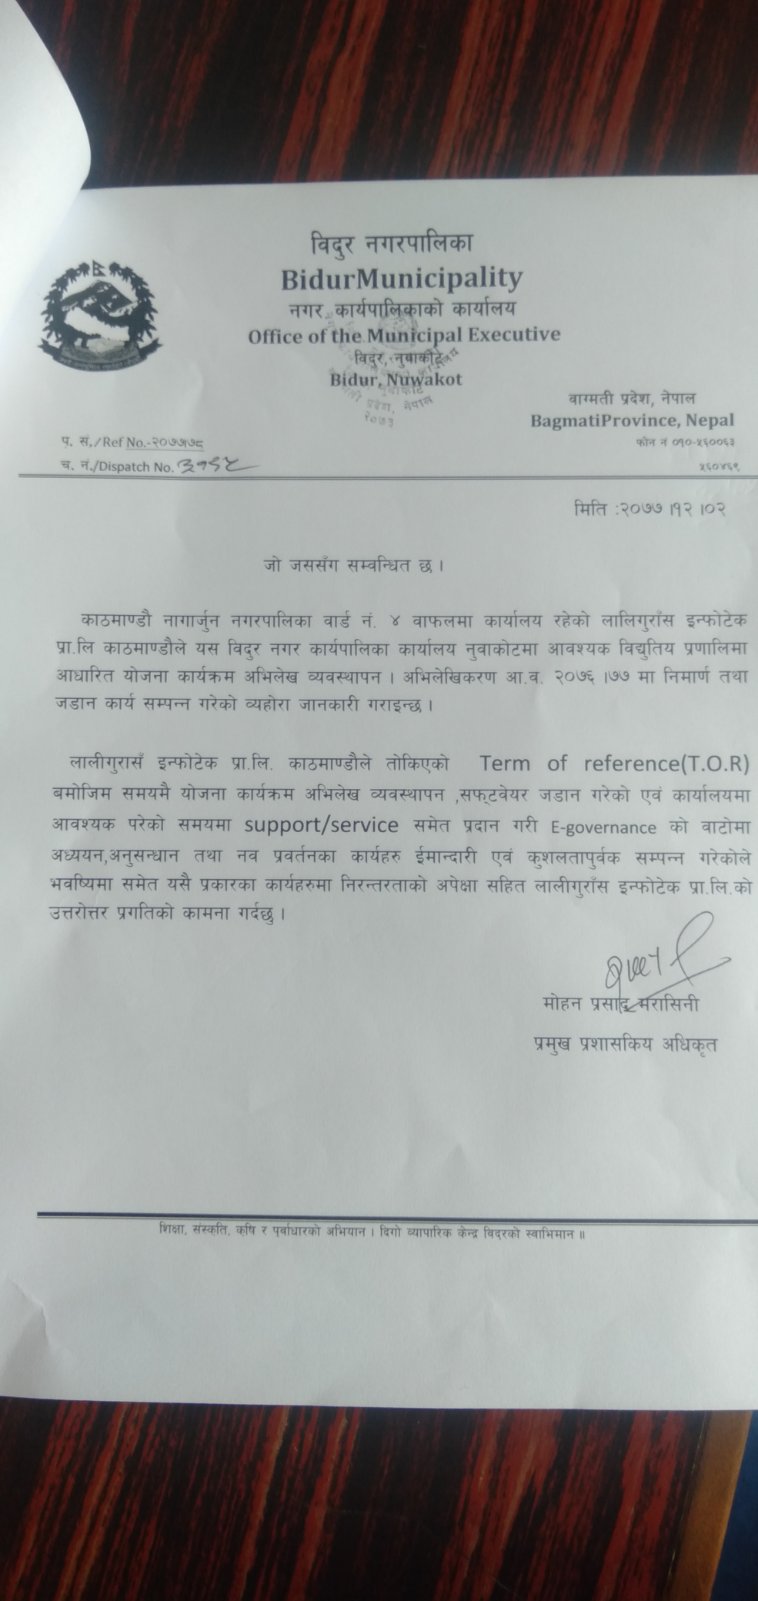 विदुर नगरपालिका
BidurMunicipality
नगर कार्यपालिकाको कार्यालय
Office of the Municipal Executive
विदुर, नुवाकोट
Bidur, Nuwakot
प्रदेश, नेपाल
२०७३
वाग्मती प्रदेश, नेपाल
BagmatiProvince, Nepal
प. सं./Ref No.-२०७७।७८
फोन नं ०१०-५६००६३
च. नं./Dispatch No.
५६०४६९
मिति :२०७७।१२।०२
जो जससँग सम्वन्धित छ।
काठमाण्डौ नागार्जुन नगरपालिका वार्ड नं. ४ वाफलमा कार्यालय रहेको लालिगुराँस इन्फोटेक
प्रा.लि काठमाण्डौले यस विदुर नगर कार्यपालिका कार्यालय नुवाकोटमा आवश्यक विद्युतिय प्रणालिमा
आधारित योजना कार्यक्रम अभिलेख व्यवस्थापन । अभिलेखिकरण आ.व. २०७६।७७ मा निमार्ण तथा
जडान कार्य सम्पन्न गरेको व्यहोरा जानकारी गराइन्छ।
लालीगुरासँ इन्फोटेक प्रा.लि. काठमाण्डौले तोकिएको Term of reference(T.O.R)
बमोजिम समयमै योजना कार्यक्रम अभिलेख व्यवस्थापन ,सफ्टवेयर जडान गरेको एवं कार्यालयमा
आवश्यक परेको समयमा support/service समेत प्रदान गरी E-governance को वाटोमा
अध्ययन,अनुसन्धान तथा नव प्रवर्तनका कार्यहरु ईमान्दारी एवं कुशलतापुर्वक सम्पन्न गरेकोले
भवष्यिमा समेत यसै प्रकारका कार्यहरुमा निरन्तरताको अपेक्षा सहित लालीगुराँस इन्फोटेक प्रा.लि.को
उत्तरोत्तर प्रगतिको कामना गर्दछु।
मोहन प्रसाद मरासिनी
प्रमुख प्रशासकिय अधिकृत
शिक्षा, संस्कृति, कृषि र पूर्वाधारको अभियान । दिगो व्यापारिक केन्द्र विदुरको स्वाभिमान ॥